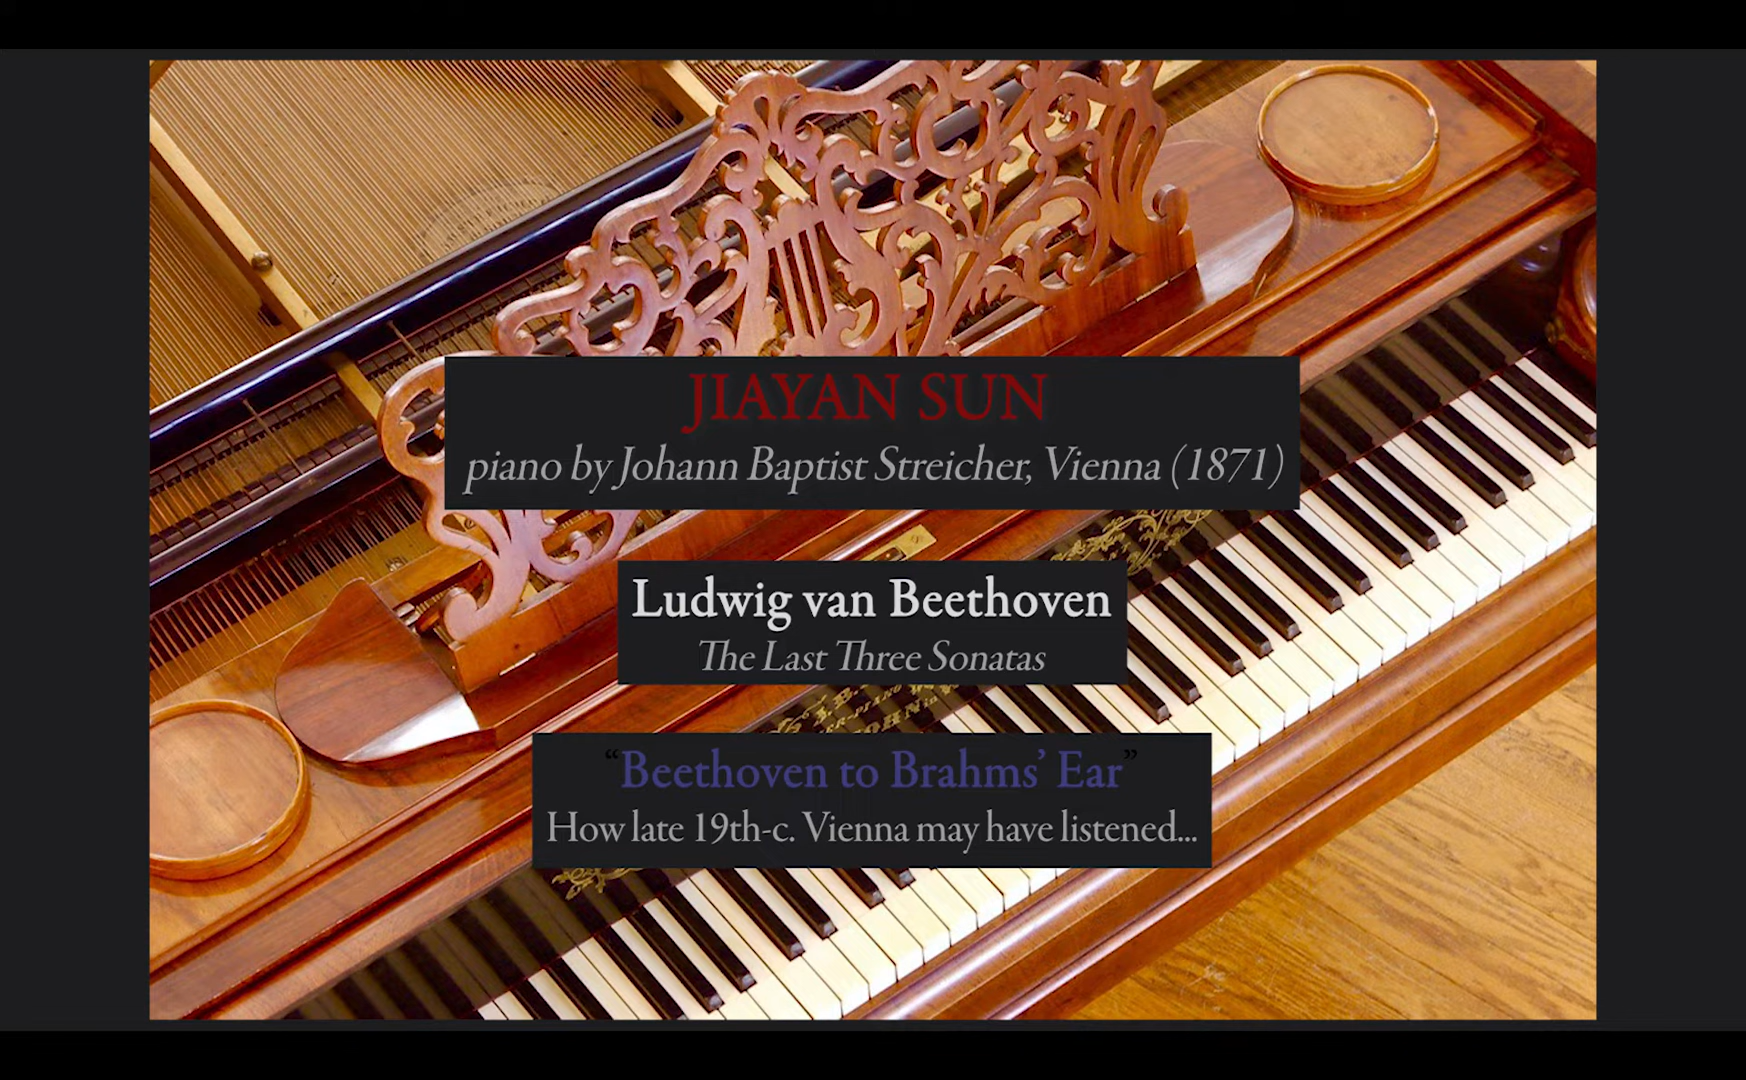 JIAYAN SUN
piano by Johann Baptist Streicher, Vienna (1871)
Ludwig van Beethoven
The Last Three Sonatas
“Beethoven to Brahms’ Ear”
How late 19th-c. Vienna may have listened...